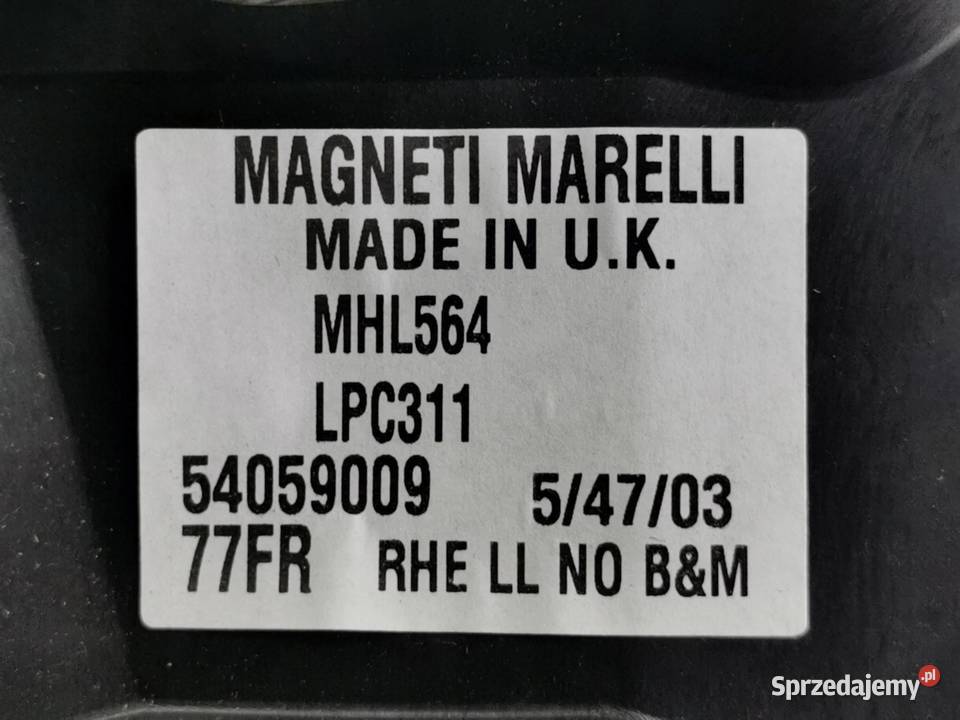 MAGNETI MARELLI
MADE IN U.K.
MHL564
LPC311
54059009 5/47/03
77FR RHE LL NO B&M
Sprzedajemy.pl